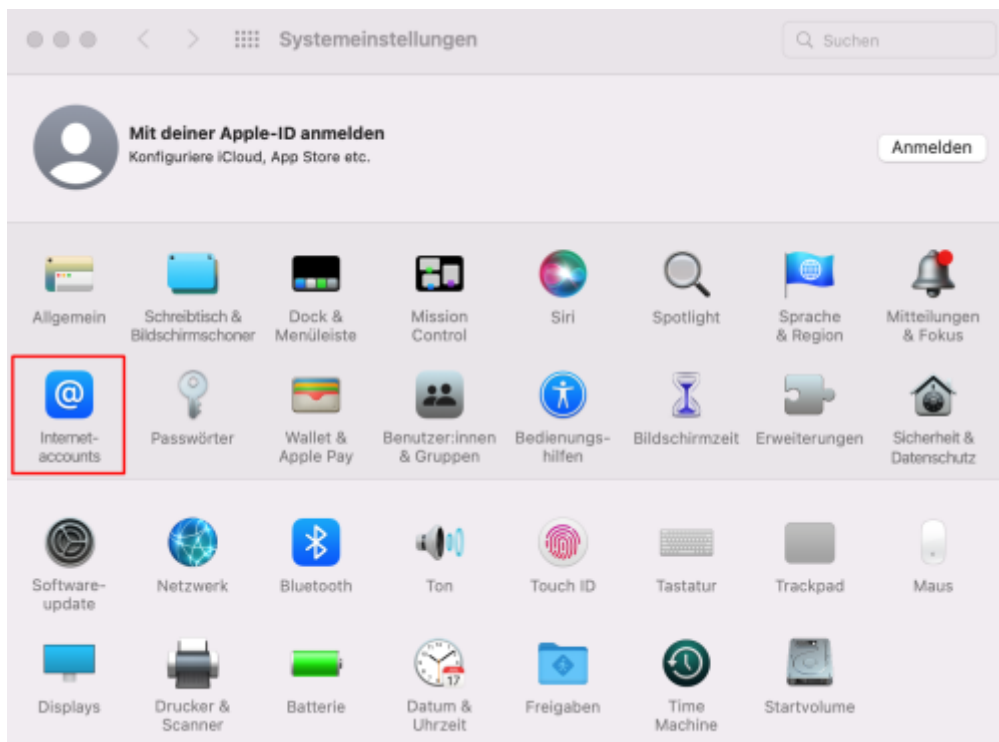 Systemeinstellungen
Suchen
Mit deiner Apple-ID anmelden
Konfiguriere iCloud, App Store etc.
Anmelden
Allgemein
Schreibtisch &
Bildschirmschoner
Dock &
Menüleiste
Mission
Control
Siri
Spotlight
Sprache
& Region
Mitteilungen
& Fokus
@
Internet-
accounts
Passwörter
Wallet &
Apple Pay
Benutzer:innen
& Gruppen
Bedienungs-
hilfen
Bildschirmzeit
Erweiterungen
Sicherheit &
Datenschutz
Software-
update
Netzwerk
Bluetooth
Ton
Touch ID
Tastatur
Trackpad
Maus
Displays
Drucker &
Scanner
Batterie
17
Datum &
Uhrzeit
Freigaben
Time
Machine
Startvolume